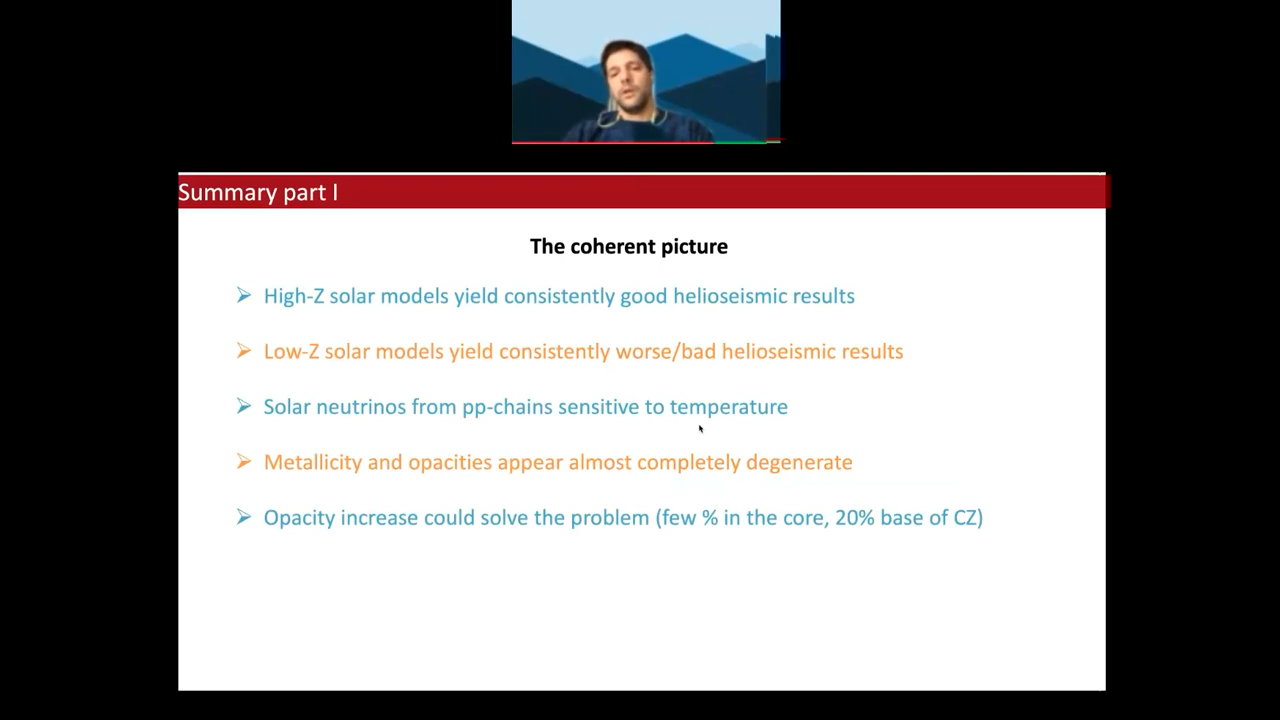 Summary part I
The coherent picture
High-Z solar models yield consistently good helioseismic results
Low-Z solar models yield consistently worse/bad helioseismic results
Solar neutrinos from pp-chains sensitive to temperature
Metallicity and opacities appear almost completely degenerate
Opacity increase could solve the problem (few % in the core, 20% base of CZ)